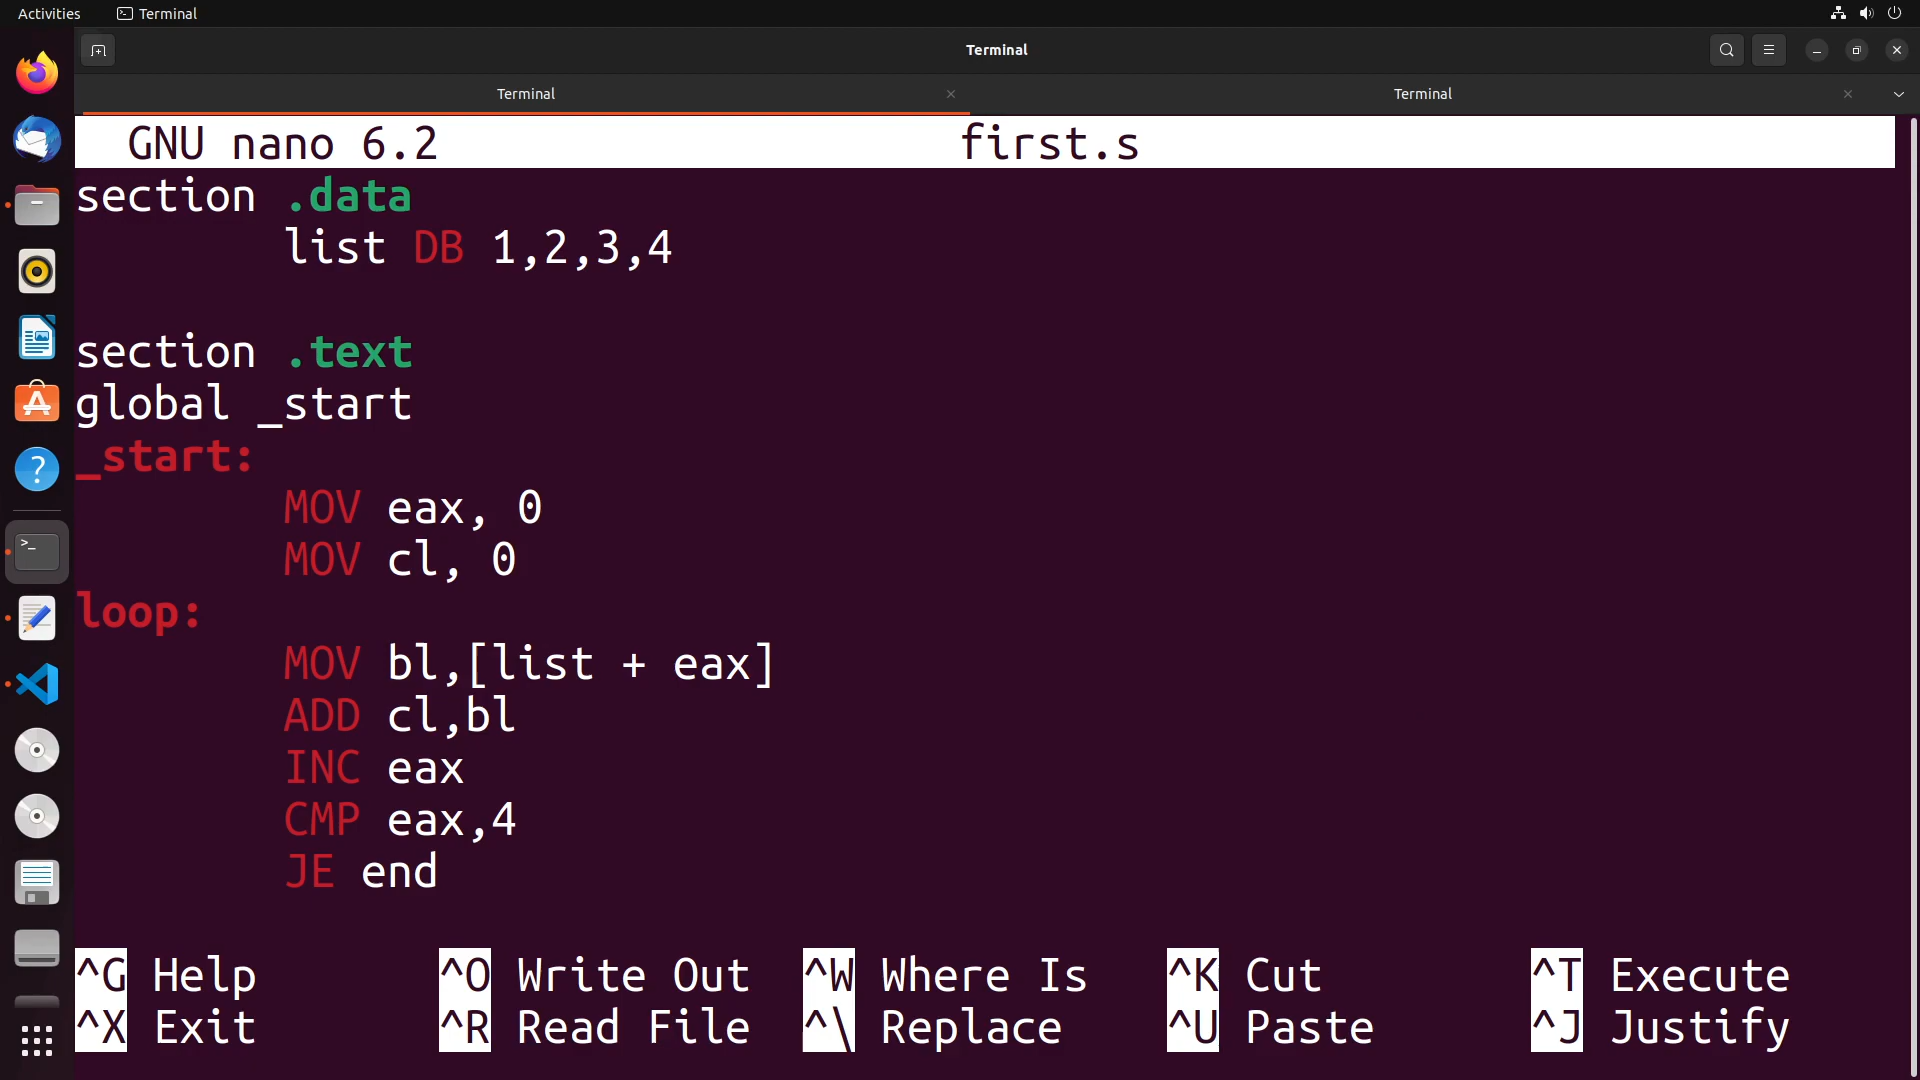 Activities Terminal
Terminal
Terminal Terminal
GNU nano 6.2 first.s
section .data
list DB 1,2,3,4
section .text
global _start
_start:
MOV eax, 0
MOV cl, 0
loop:
MOV bl,[list + eax]
ADD cl,bl
INC eax
CMP eax,4
JE end
^G Help ^O Write Out ^W Where Is ^K Cut ^T Execute
^X Exit ^R Read File ^\ Replace ^U Paste ^J Justify